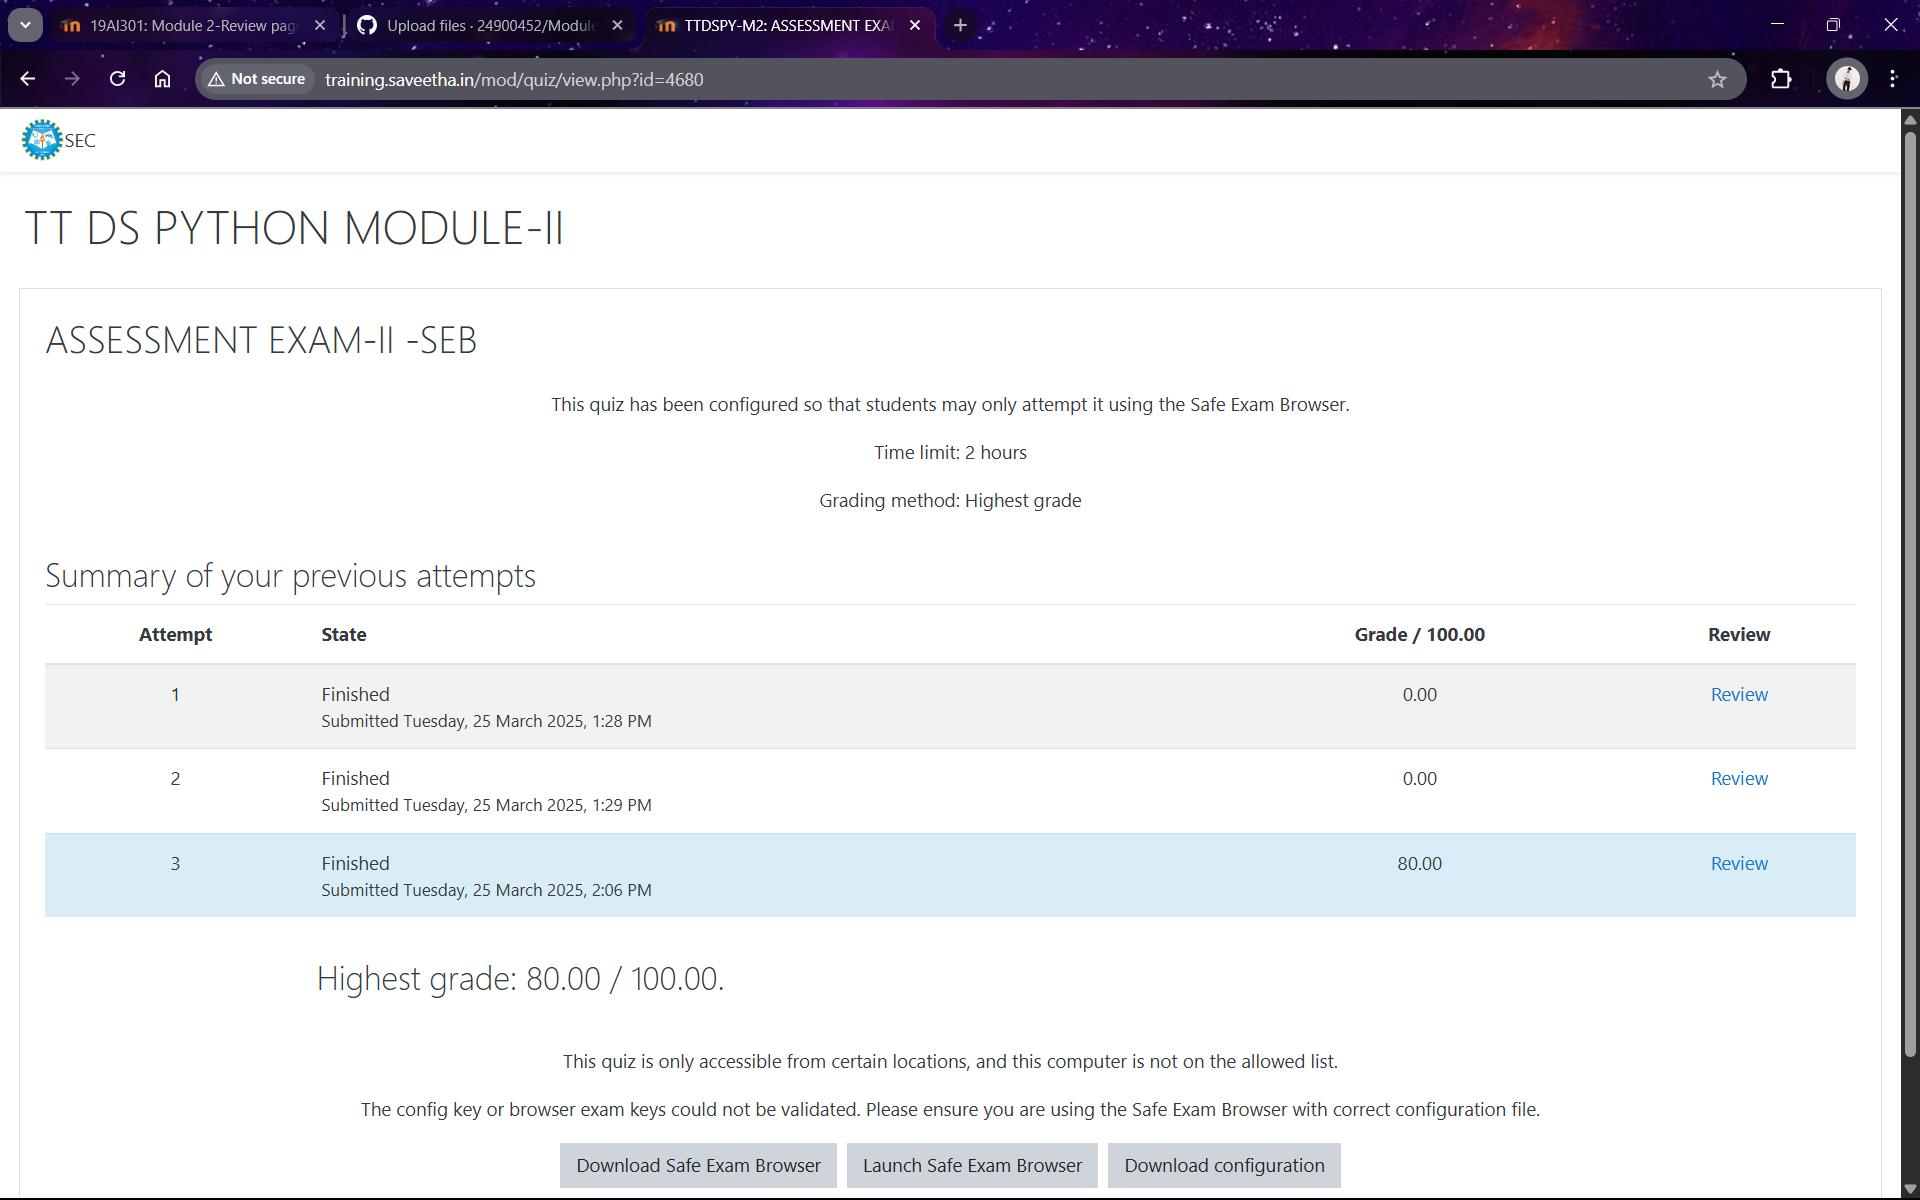 19AI301: Module 2-Review pag
Upload files · 24900452/Module
TTDSPY-M2: ASSESSMENT EXA
Not secure
training.saveetha.in/mod/quiz/view.php?id=4680
SEC
TT DS PYTHON MODULE-II
ASSESSMENT EXAM-II -SEB
This quiz has been configured so that students may only attempt it using the Safe Exam Browser.
Time limit: 2 hours
Grading method: Highest grade
Summary of your previous attempts
Attempt State Grade / 100.00 Review
1 Finished 0.00 Review
Submitted Tuesday, 25 March 2025, 1:28 PM
2 Finished 0.00 Review
Submitted Tuesday, 25 March 2025, 1:29 PM
3 Finished 80.00 Review
Submitted Tuesday, 25 March 2025, 2:06 PM
Highest grade: 80.00 / 100.00.
This quiz is only accessible from certain locations, and this computer is not on the allowed list.
The config key or browser exam keys could not be validated. Please ensure you are using the Safe Exam Browser with correct configuration file.
Download Safe Exam Browser Launch Safe Exam Browser Download configuration